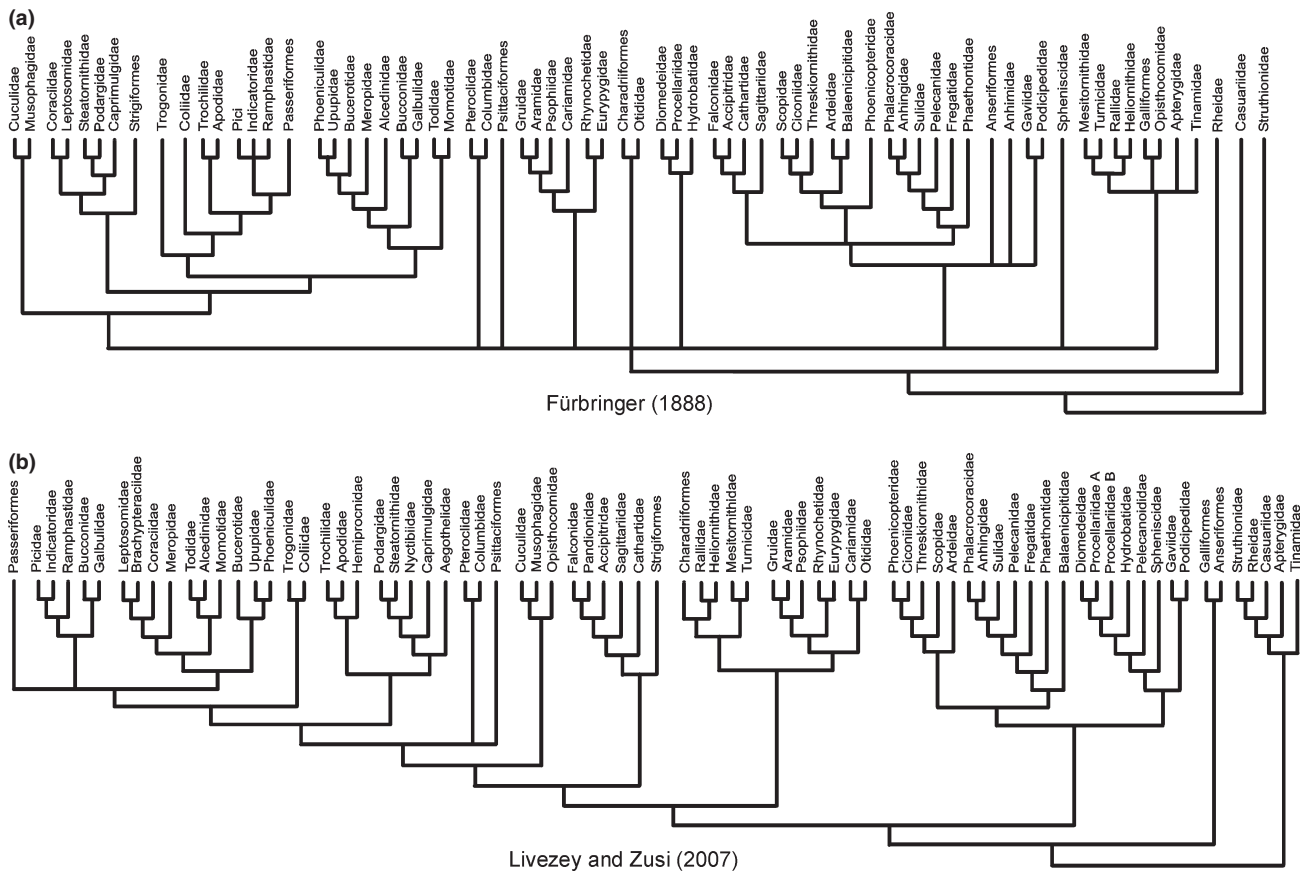 (a)
Cuculidae
Musophagidae
Coracilidae
Leptosomidae
Steatomithidae
Podargidae
Caprimulgidae
Strigiformes
Trogonidae
Coliidae
Trochilidae
Apodidae
Pici
Indicatoridae
Ramphastidae
Passeriformes
Phoeniculidae
Upupidae
Bucerotidae
Meropidae
Alcedinidae
Bucconidae
Galbulidae
Todidae
Momotidae
Pteroclidae
Columbidae
Psittaciformes
Gruidae
Aramidae
Psophiidae
Cariamidae
Rhynochetidae
Eurypygidae
Charadriiformes
Otididae
Diomedeidae
Procellariidae
Hydrobatidae
Falconidae
Accipitridae
Cathartidae
Sagittariidae
Scopidae
Ciconiidae
Threskiornithidae
Ardeidae
Balaenicipitidae
Phoenicopteridae
Phalacrocoracidae
Anhingidae
Sulidae
Pelecanidae
Fregatidae
Phaethontidae
Anseriformes
Anhimidae
Gaviidae
Podicipedidae
Spheniscidae
Mesitornithidae
Turnicidae
Rallidae
Heliornithidae
Galliformes
Opisthocomidae
Apterygidae
Tinamidae
Rheidae
Casuariidae
Struthionidae
Fürbringer (1888)
(b)
Passeriformes
Picidae
Indicatoridae
Ramphastidae
Bucconidae
Galbulidae
Leptosomidae
Brachypteraciidae
Coraciidae
Meropidae
Todidae
Alcedinidae
Momotidae
Bucerotidae
Upupidae
Phoeniculidae
Trogonidae
Coliidae
Trochilidae
Apodidae
Hemiprocnidae
Podargidae
Steatornithidae
Nyctibiidae
Caprimulgidae
Aegothelidae
Pteroclidae
Columbidae
Psittaciformes
Cuculidae
Musophagidae
Opisthocomidae
Falconidae
Pandionidae
Accipitridae
Sagittariidae
Cathartidae
Strigiformes
Charadriiformes
Rallidae
Heliornithidae
Mesitornithidae
Turnicidae
Gruidae
Aramidae
Psophiidae
Rhynochetidae
Eurypygidae
Cariamidae
Otididae
Phoenicopteridae
Ciconiidae
Threskiornithidae
Scopidae
Ardeidae
Phalacrocoracidae
Anhingidae
Sulidae
Pelecanidae
Fregatidae
Phaethontidae
Balaenicipitidae
Diomedeidae
Procellariidae A
Procellariidae B
Hydrobatidae
Pelecanoididae
Spheniscidae
Gaviidae
Podicipedidae
Galliformes
Anseriformes
Struthionidae
Rheidae
Casuariidae
Apterygidae
Tinamidae
Livezey and Zusi (2007)